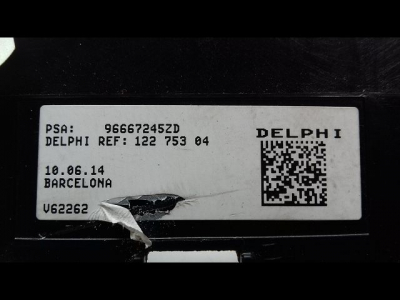 PSA: 96667245ZD
DELPHI REF: 122 753 04
DELPHI
10.06.14
BARCELONA
V62262